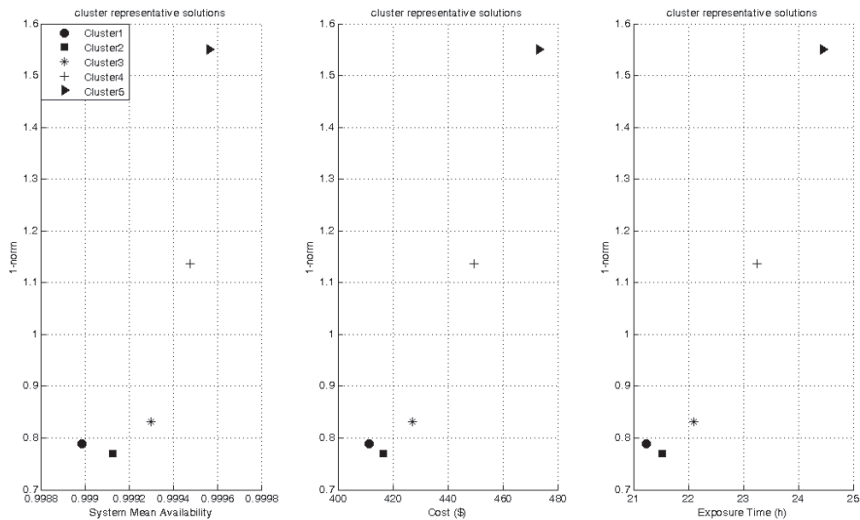 cluster representative solutions
cluster representative solutions
cluster representative solutions
1.6
1.5
1.4
1.3
1.2
1.1
1
0.9
0.8
0.7
1-norm
Cluster1
Cluster2
Cluster3
Cluster4
Cluster5
0.9988 0.999 0.9992 0.9994 0.9996 0.9998
System Mean Availability
1.6
1.5
1.4
1.3
1.2
1.1
1
0.9
0.8
0.7
1-norm
400 420 440 460 480
Cost ($)
1.6
1.5
1.4
1.3
1.2
1.1
1
0.9
0.8
0.7
1-norm
21 22 23 24 25
Exposure Time (h)